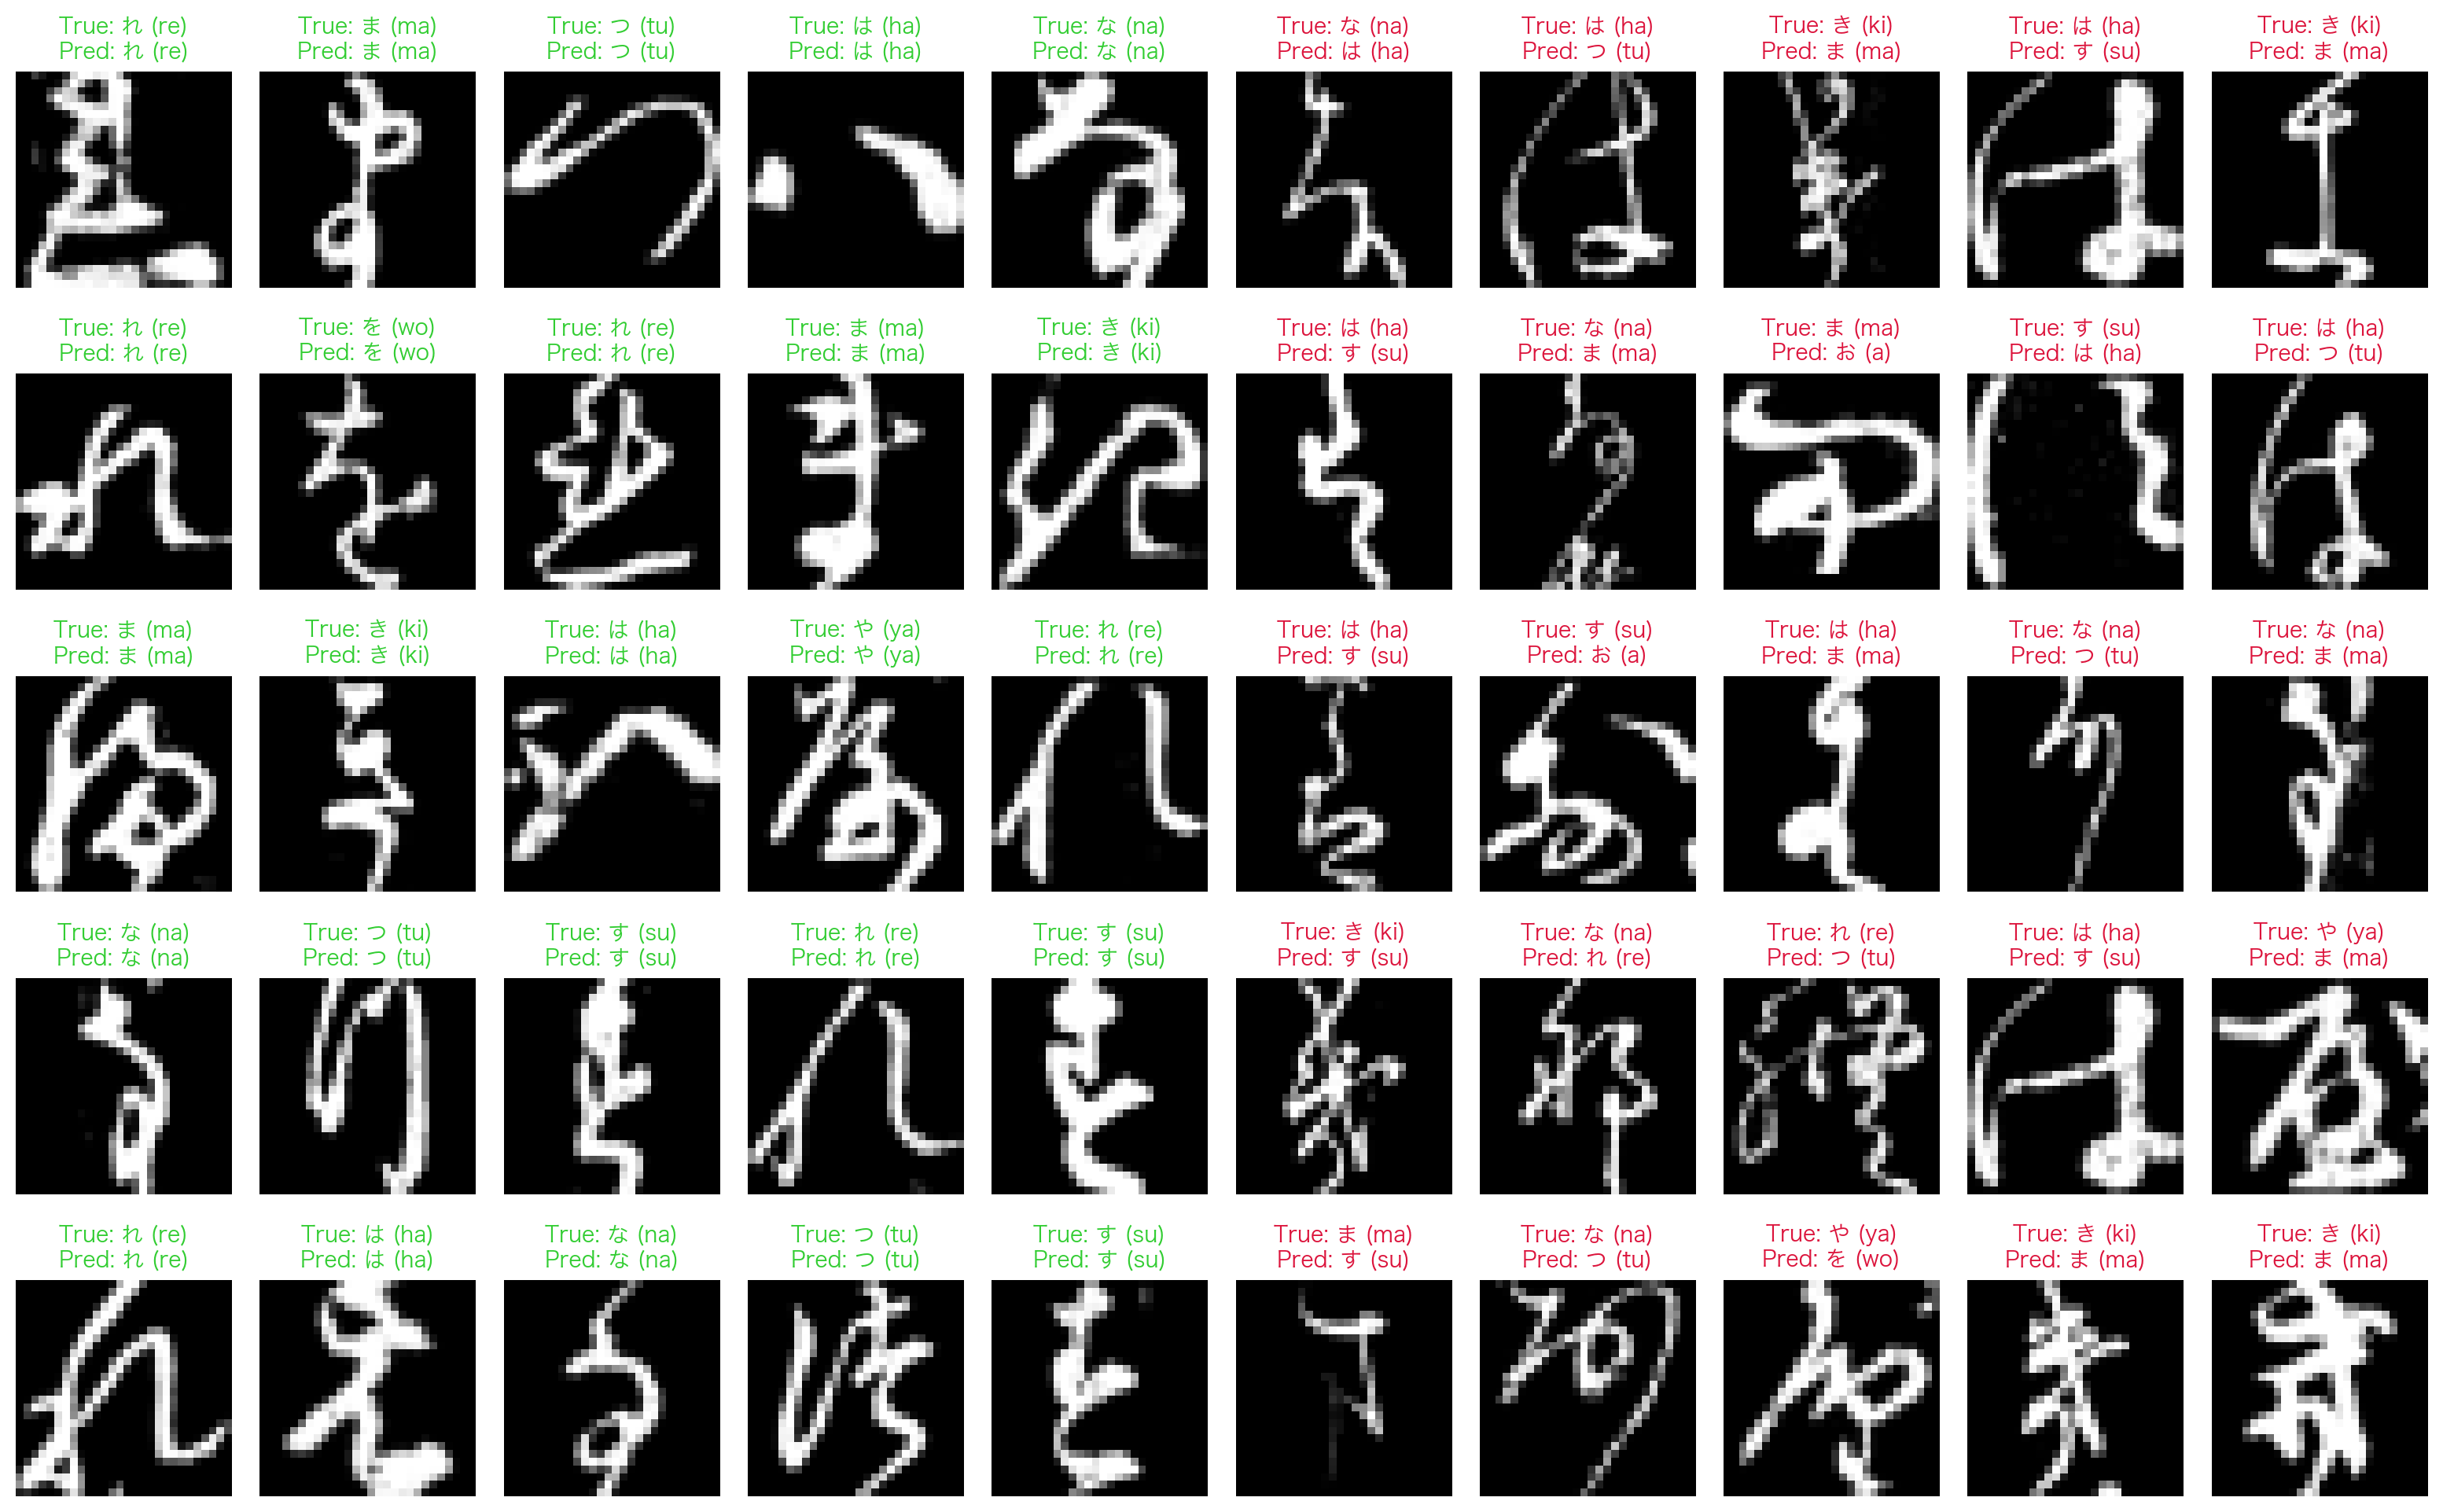 True: れ (re) True: ま (ma) True: つ (tu) True: は (ha) True: な (na) True: な (na) True: は (ha) True: き (ki) True: は (ha) True: き (ki)
Pred: れ (re) Pred: ま (ma) Pred: つ (tu) Pred: は (ha) Pred: な (na) Pred: は (ha) Pred: つ (tu) Pred: ま (ma) Pred: す (su) Pred: ま (ma)
True: れ (re) True: を (wo) True: れ (re) True: ま (ma) True: き (ki) True: は (ha) True: な (na) True: ま (ma) True: す (su) True: は (ha)
Pred: れ (re) Pred: を (wo) Pred: れ (re) Pred: ま (ma) Pred: き (ki) Pred: す (su) Pred: ま (ma) Pred: お (a) Pred: は (ha) Pred: つ (tu)
True: ま (ma) True: き (ki) True: は (ha) True: や (ya) True: れ (re) True: は (ha) True: す (su) True: は (ha) True: な (na) True: な (na)
Pred: ま (ma) Pred: き (ki) Pred: は (ha) Pred: や (ya) Pred: れ (re) Pred: す (su) Pred: お (a) Pred: ま (ma) Pred: つ (tu) Pred: ま (ma)
True: な (na) True: つ (tu) True: す (su) True: れ (re) True: す (su) True: き (ki) True: な (na) True: れ (re) True: は (ha) True: や (ya)
Pred: な (na) Pred: つ (tu) Pred: す (su) Pred: れ (re) Pred: す (su) Pred: す (su) Pred: れ (re) Pred: つ (tu) Pred: す (su) Pred: ま (ma)
True: れ (re) True: は (ha) True: な (na) True: つ (tu) True: す (su) True: ま (ma) True: な (na) True: や (ya) True: き (ki) True: き (ki)
Pred: れ (re) Pred: は (ha) Pred: な (na) Pred: つ (tu) Pred: す (su) Pred: す (su) Pred: つ (tu) Pred: を (wo) Pred: ま (ma) Pred: ま (ma)